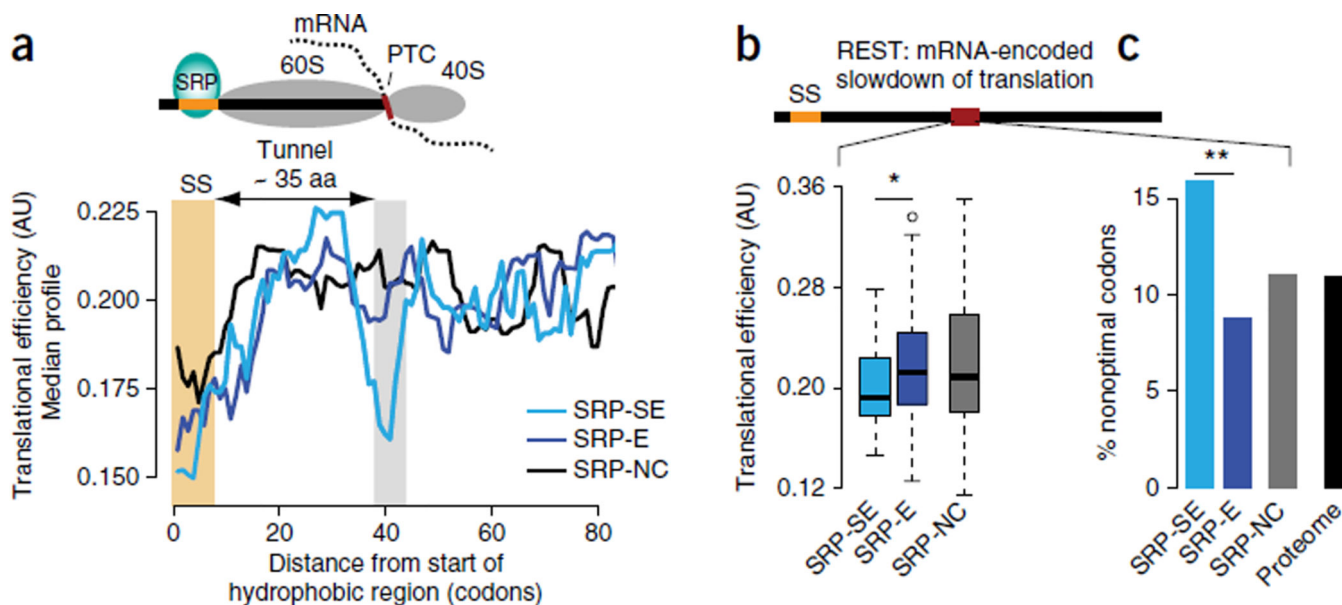 a
mRNA
PTC
60S
40S
SRP
Tunnel
~ 35 aa
SS
Translational efficiency (AU)
Median profile
0.225
0.200
0.175
0.150
SRP-SE
SRP-E
SRP-NC
0
20
40
60
80
Distance from start of
hydrophobic region (codons)
b
REST: mRNA-encoded
slowdown of translation
SS
Translational efficiency (AU)
0.36
0.28
0.20
0.12
*
SRP-SE
SRP-E
SRP-NC
c
% nonoptimal codons
15
10
5
0
**
SRP-SE
SRP-E
SRP-NC
Proteome